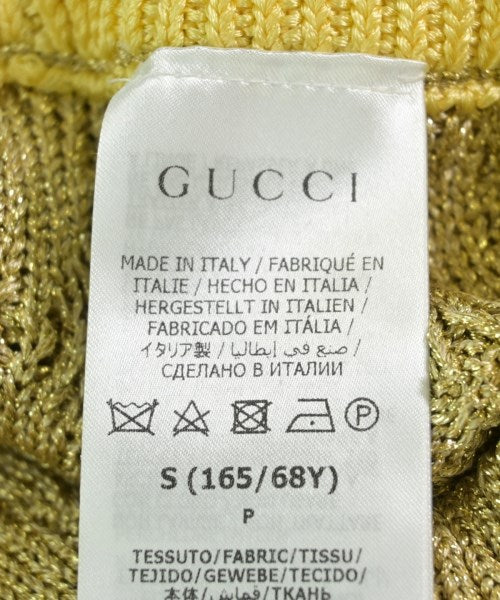 GUCCI
MADE IN ITALY / FABRIQUÉ EN
ITALIE / HECHO EN ITALIA /
HERGESTELLT IN ITALIEN /
FABRICADO EM ITÁLIA /
イタリア製 / صنع في إيطاليا /
СДЕЛАНО В ИТАЛИИ
P
S (165/68Y)
P
TESSUTO/FABRIC/TISSU/
TEJIDO/GEWEBE/TECIDO/
本体/قماش/ТКАНЬ